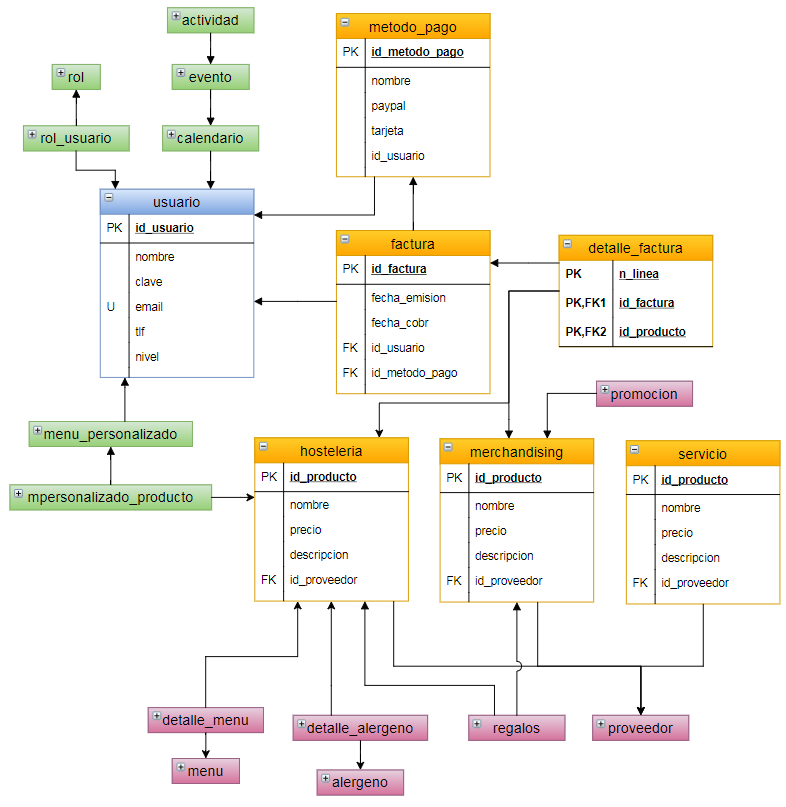 actividad
rol
evento
rol_usuario
calendario
usuario
PK id_usuario
nombre
clave
U email
tlf
nivel
metodo_pago
PK id_metodo_pago
nombre
paypal
tarjeta
id_usuario
factura
PK id_factura
fecha_emision
fecha_cobr
FK id_usuario
FK id_metodo_pago
detalle_factura
PK n_linea
PK,FK1 id_factura
PK,FK2 id_producto
promocion
menu_personalizado
mpersonalizado_producto
hosteleria
PK id_producto
nombre
precio
descripcion
FK id_proveedor
merchandising
PK id_producto
nombre
precio
descripcion
FK id_proveedor
servicio
PK id_producto
nombre
precio
descripcion
FK id_proveedor
detalle_menu
detalle_alergeno
regalos
proveedor
menu
alergeno